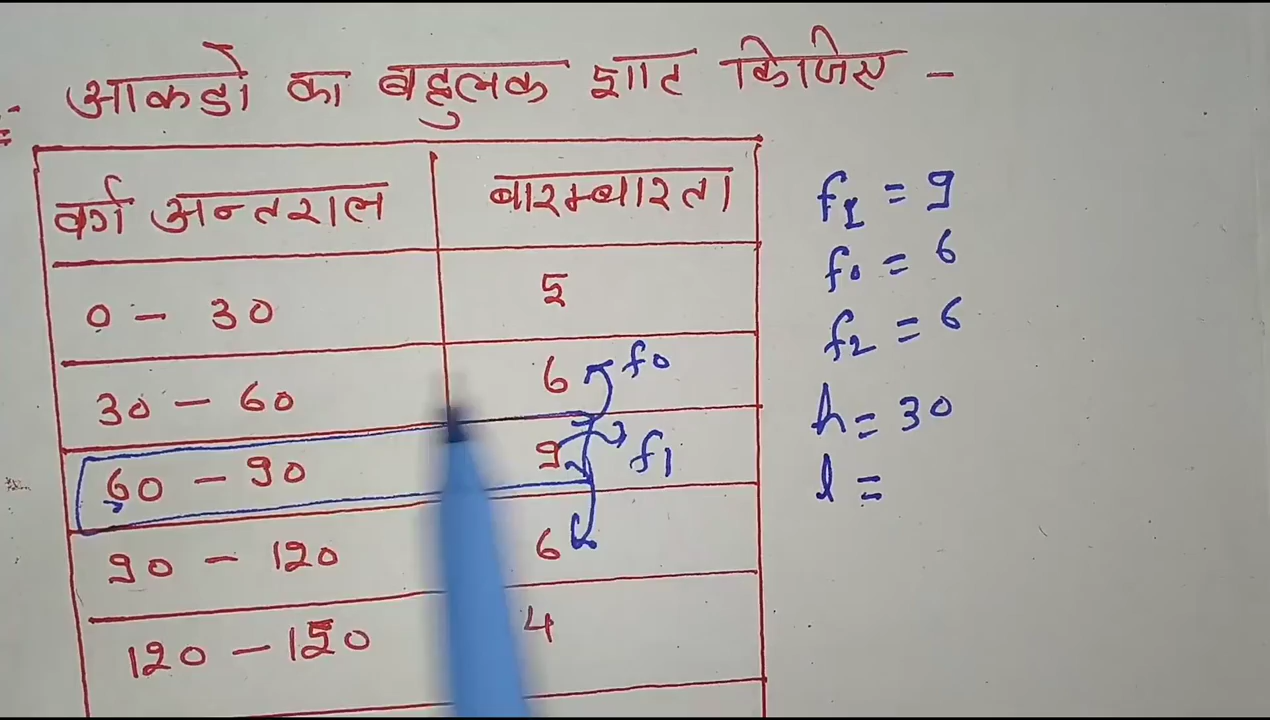 आकडो का बहुलक ज्ञात किजिए -
वर्ग अन्तराल बारम्बारता
0 - 30 5
30 - 60 6 f0
60 - 90 9 f1
90 - 120 6
120 - 150 4
f1 = 9
f0 = 6
f2 = 6
h = 30
l =